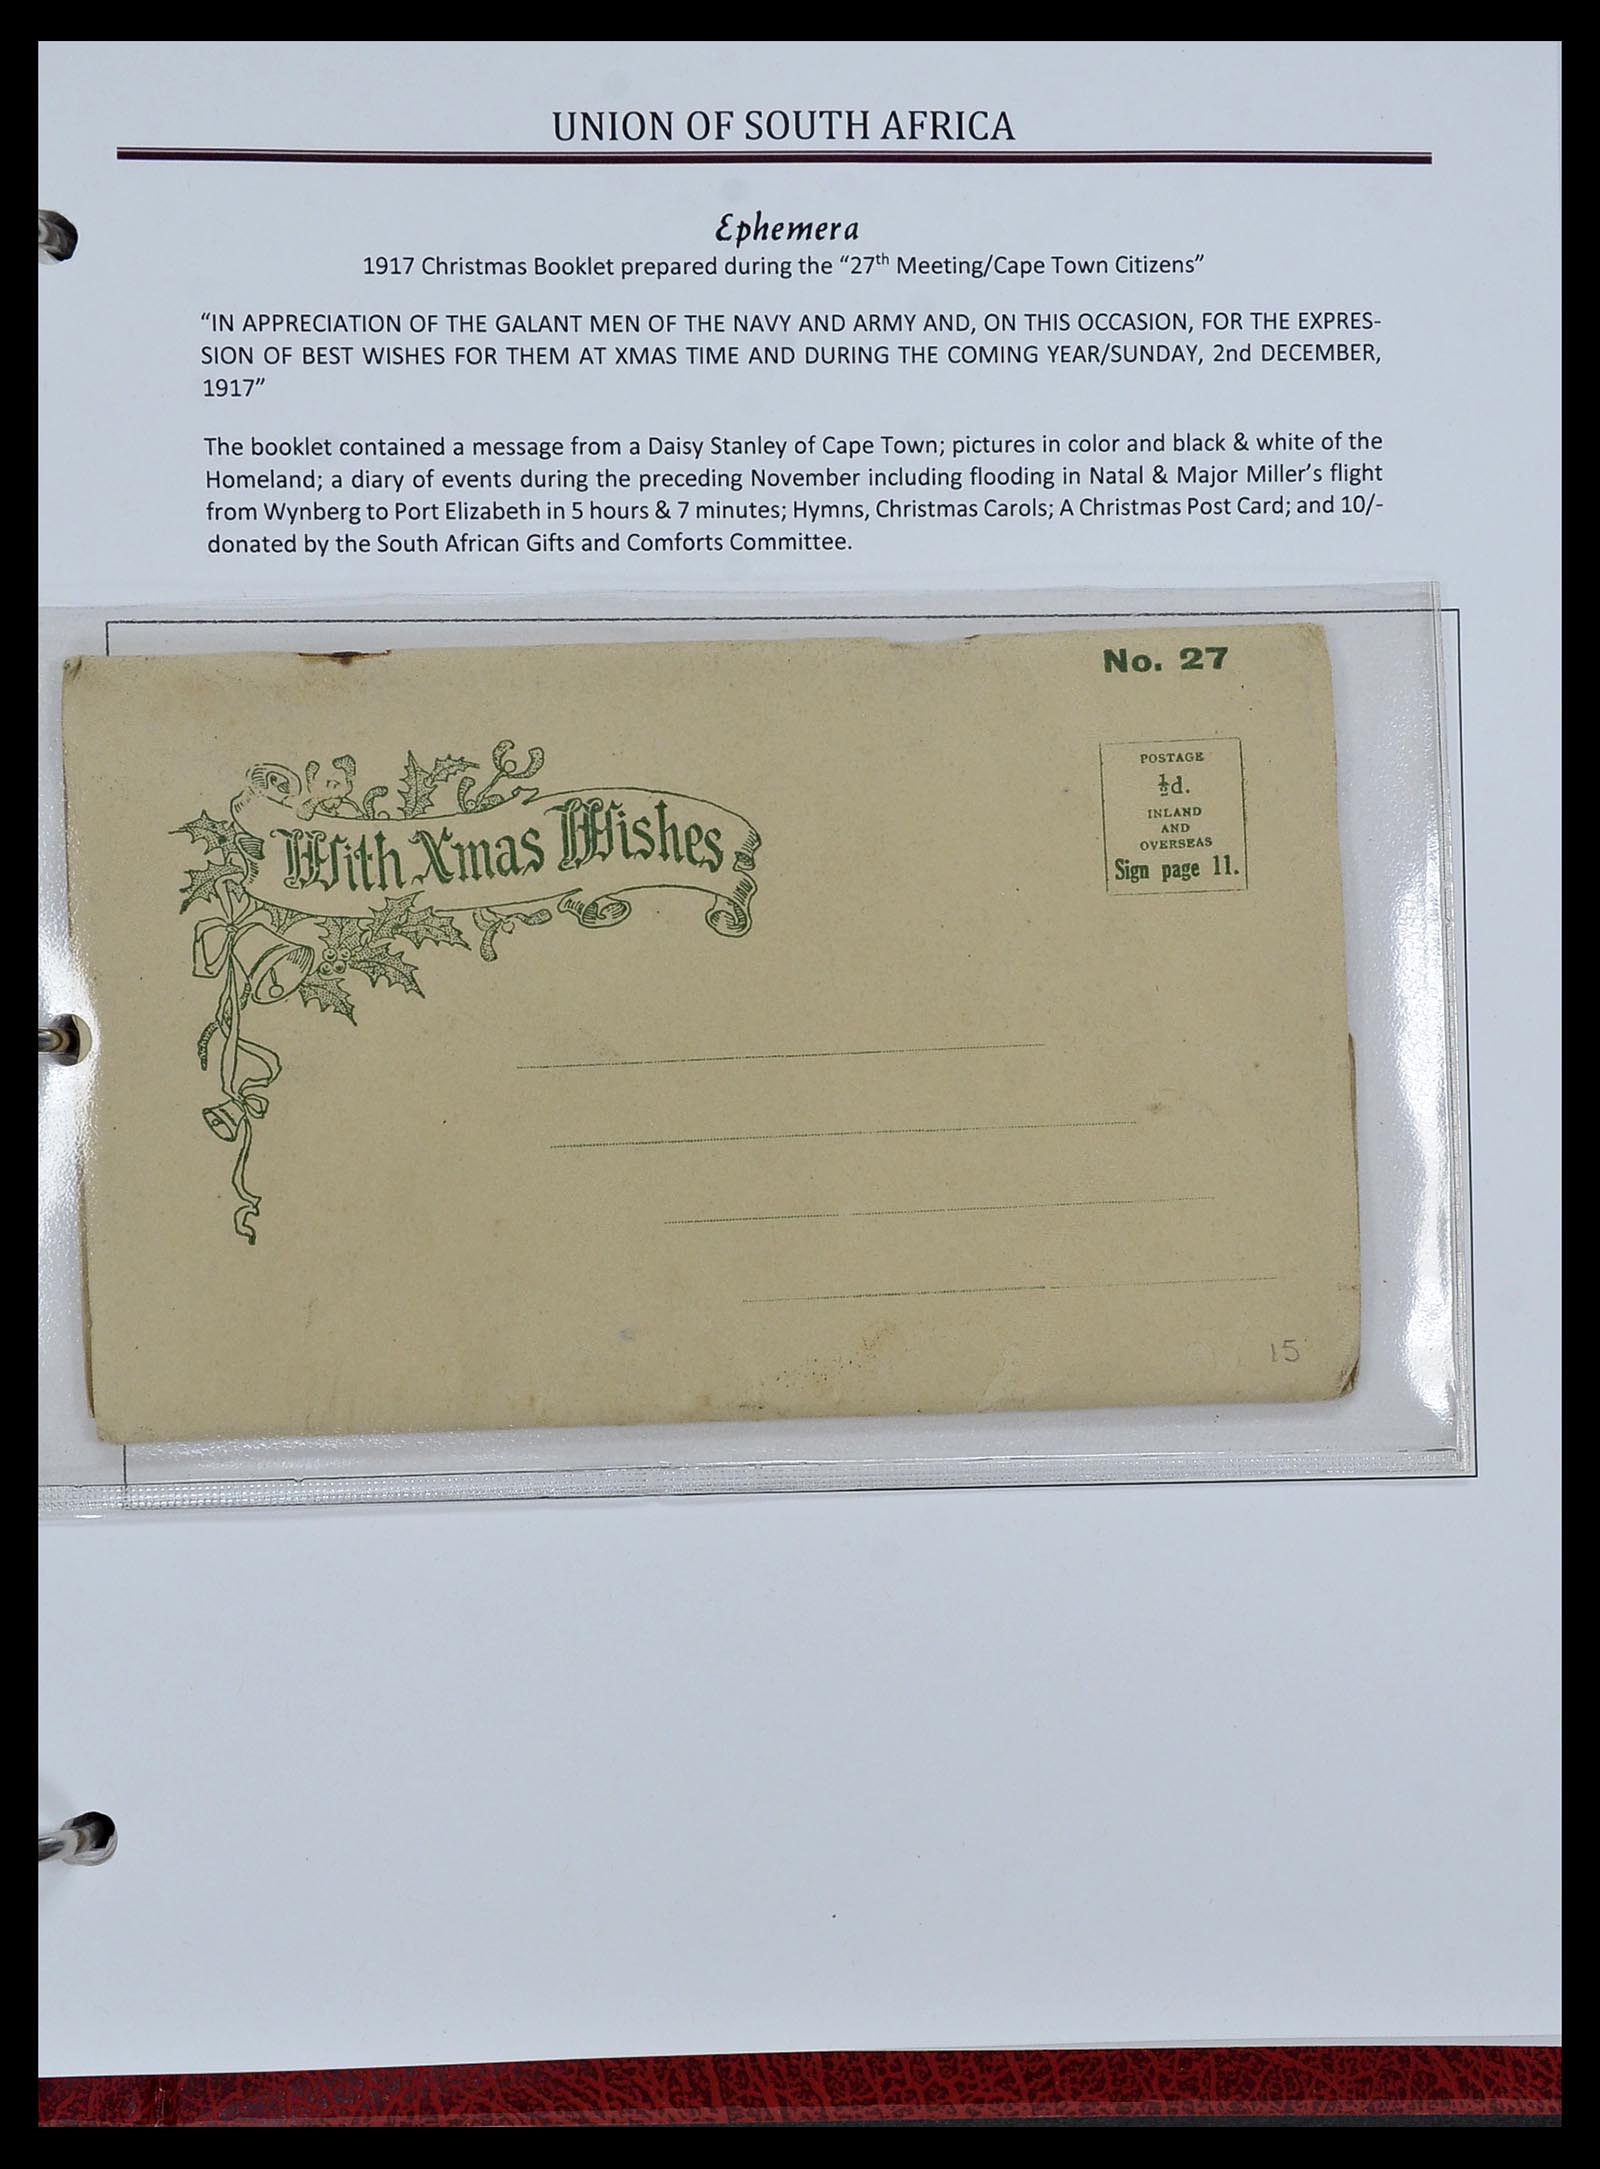 UNION OF SOUTH AFRICA
Ephemera
1917 Christmas Booklet prepared during the “27th Meeting/Cape Town Citizens”
“IN APPRECIATION OF THE GALANT MEN OF THE NAVY AND ARMY AND, ON THIS OCCASION, FOR THE EXPRES-
SION OF BEST WISHES FOR THEM AT XMAS TIME AND DURING THE COMING YEAR/SUNDAY, 2nd DECEMBER,
1917”
The booklet contained a message from a Daisy Stanley of Cape Town; pictures in color and black & white of the
Homeland; a diary of events during the preceding November including flooding in Natal & Major Miller’s flight
from Wynberg to Port Elizabeth in 5 hours & 7 minutes; Hymns, Christmas Carols; A Christmas Post Card; and 10/-
donated by the South African Gifts and Comforts Committee.
No. 27
POSTAGE
½d.
INLAND
AND
OVERSEAS
Sign page 11.
With Xmas Wishes
15